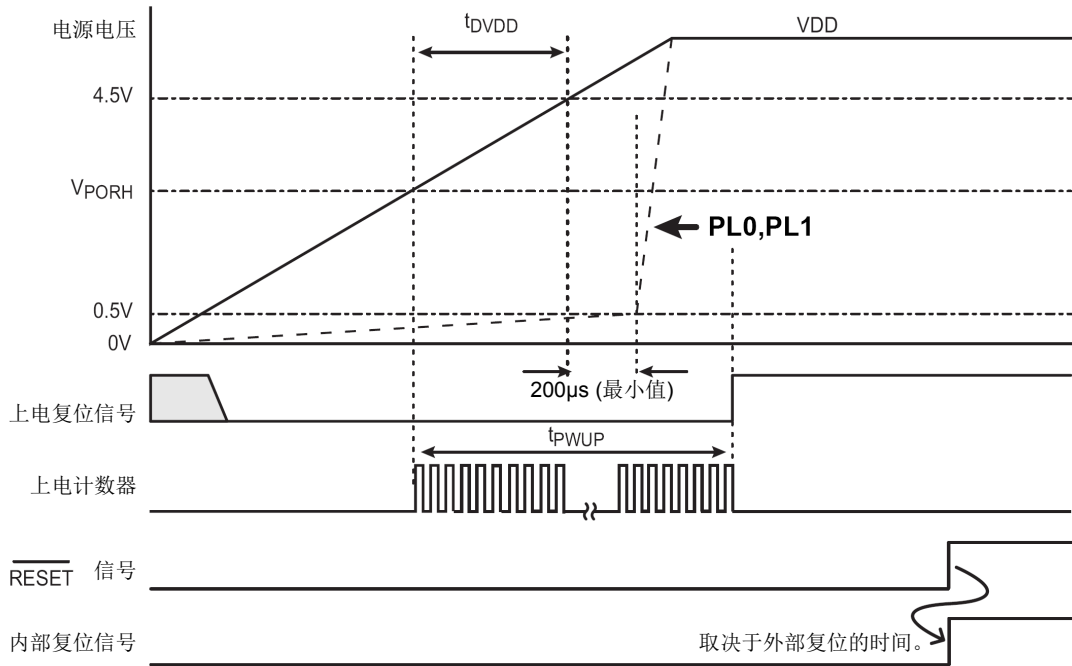 电源电压
tDVDD
VDD
4.5V
VPORH
PL0,PL1
0.5V
0V
200µs (最小值)
上电复位信号
tPWUP
上电计数器
RESET 信号
内部复位信号
取决于外部复位的时间。